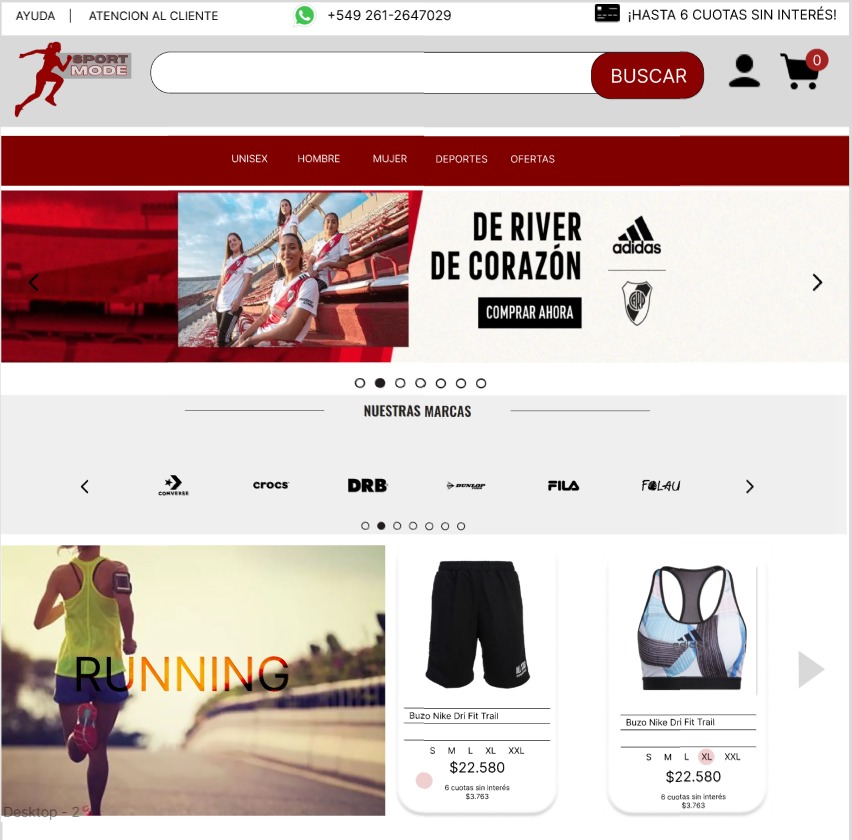 AYUDA | ATENCION AL CLIENTE
+549 261-2647029
¡HASTA 6 CUOTAS SIN INTERÉS!
SPORT
MODE
BUSCAR
0
UNISEX HOMBRE MUJER DEPORTES OFERTAS
DE RIVER
DE CORAZÓN
COMPRAR AHORA
adidas
NUESTRAS MARCAS
CONVERSE
crocs
DRB
DUNLOP
FILA
FOLAU
RUNNING
Desktop - 2
Buzo Nike Dri Fit Trail
S M L XL XXL
$22.580
6 cuotas sin interés
$3.763
adidas
Buzo Nike Dri Fit Trail
S M L XL XXL
$22.580
6 cuotas sin interés
$3.763